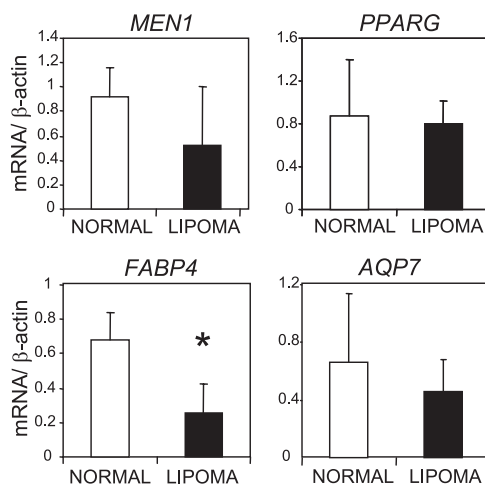 MEN1
mRNA/ β-actin
1.4
1.2
1
0.8
0.6
0.4
0.2
0
NORMAL LIPOMA
PPARG
1.6
1.2
0.8
0.4
0
NORMAL LIPOMA
FABP4
mRNA/ β-actin
1
0.8
0.6
0.4
0.2
0
*
NORMAL LIPOMA
AQP7
1.2
0.8
0.4
0
NORMAL LIPOMA